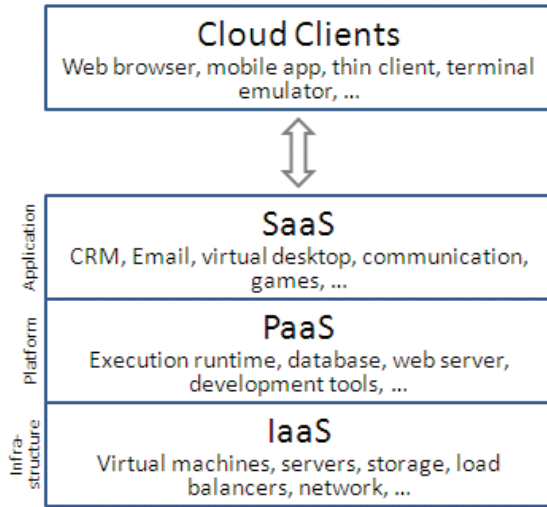 Cloud Clients
Web browser, mobile app, thin client, terminal
emulator, ...
Application
SaaS
CRM, Email, virtual desktop, communication,
games, ...
Platform
PaaS
Execution runtime, database, web server,
development tools, ...
Infra-
structure
IaaS
Virtual machines, servers, storage, load
balancers, network, ...